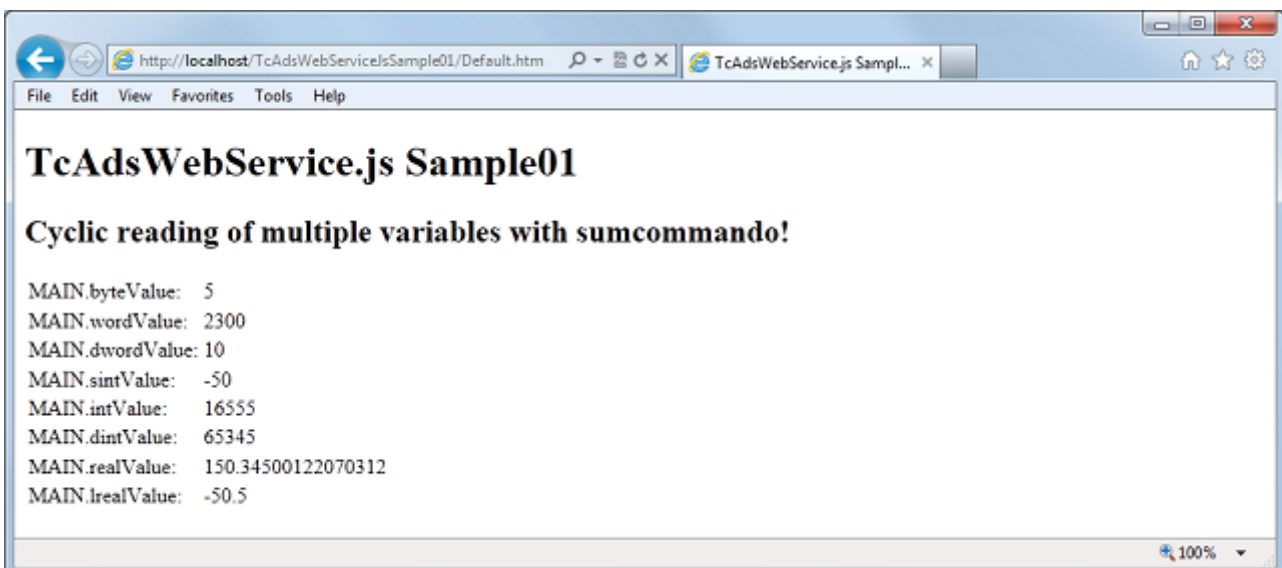 http://localhost/TcAdsWebServiceJsSample01/Default.htm
TcAdsWebService.js Sampl...
File Edit View Favorites Tools Help
TcAdsWebService.js Sample01
Cyclic reading of multiple variables with sumcommando!
MAIN.byteValue: 5
MAIN.wordValue: 2300
MAIN.dwordValue: 10
MAIN.sintValue: -50
MAIN.intValue: 16555
MAIN.dintValue: 65345
MAIN.realValue: 150.34500122070312
MAIN.lrealValue: -50.5
100%